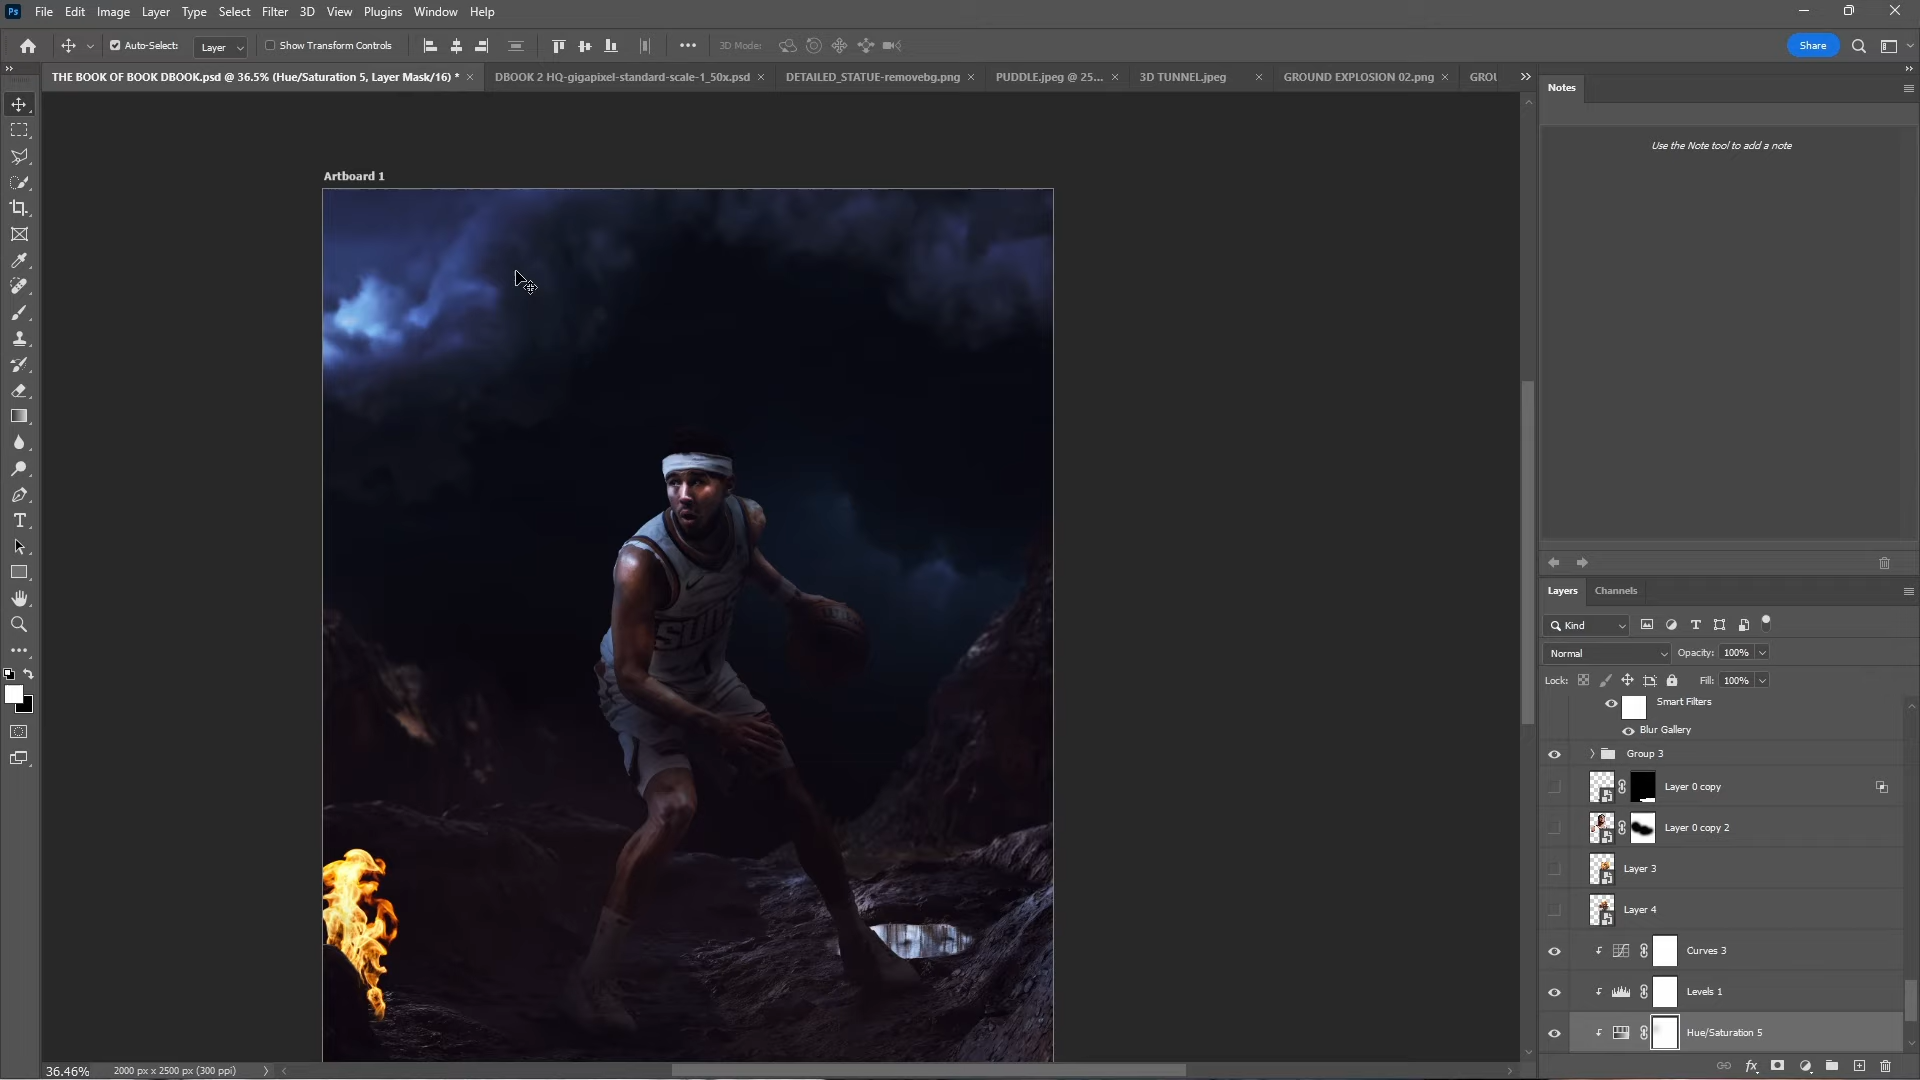 Ps File Edit Image Layer Type Select Filter 3D View Plugins Window Help
Auto-Select: Layer Show Transform Controls 3D Mode: Share
THE BOOK OF BOOK DBOOK.psd @ 36.5% (Hue/Saturation 5, Layer Mask/16) * DBOOK 2 HQ-gigapixel-standard-scale-1_50x.psd DETAILED_STATUE-removebg.png PUDDLE.jpeg @ 25... 3D TUNNEL.jpeg GROUND EXPLOSION 02.png GROU
Notes
Use the Note tool to add a note
Artboard 1
SUNS
Layers Channels
Kind
Normal Opacity: 100%
Lock: Fill: 100%
Smart Filters
Blur Gallery
Group 3
Layer 0 copy
Layer 0 copy 2
Layer 3
Layer 4
Curves 3
Levels 1
Hue/Saturation 5
36.46% 2000 px x 2500 px (300 ppi)